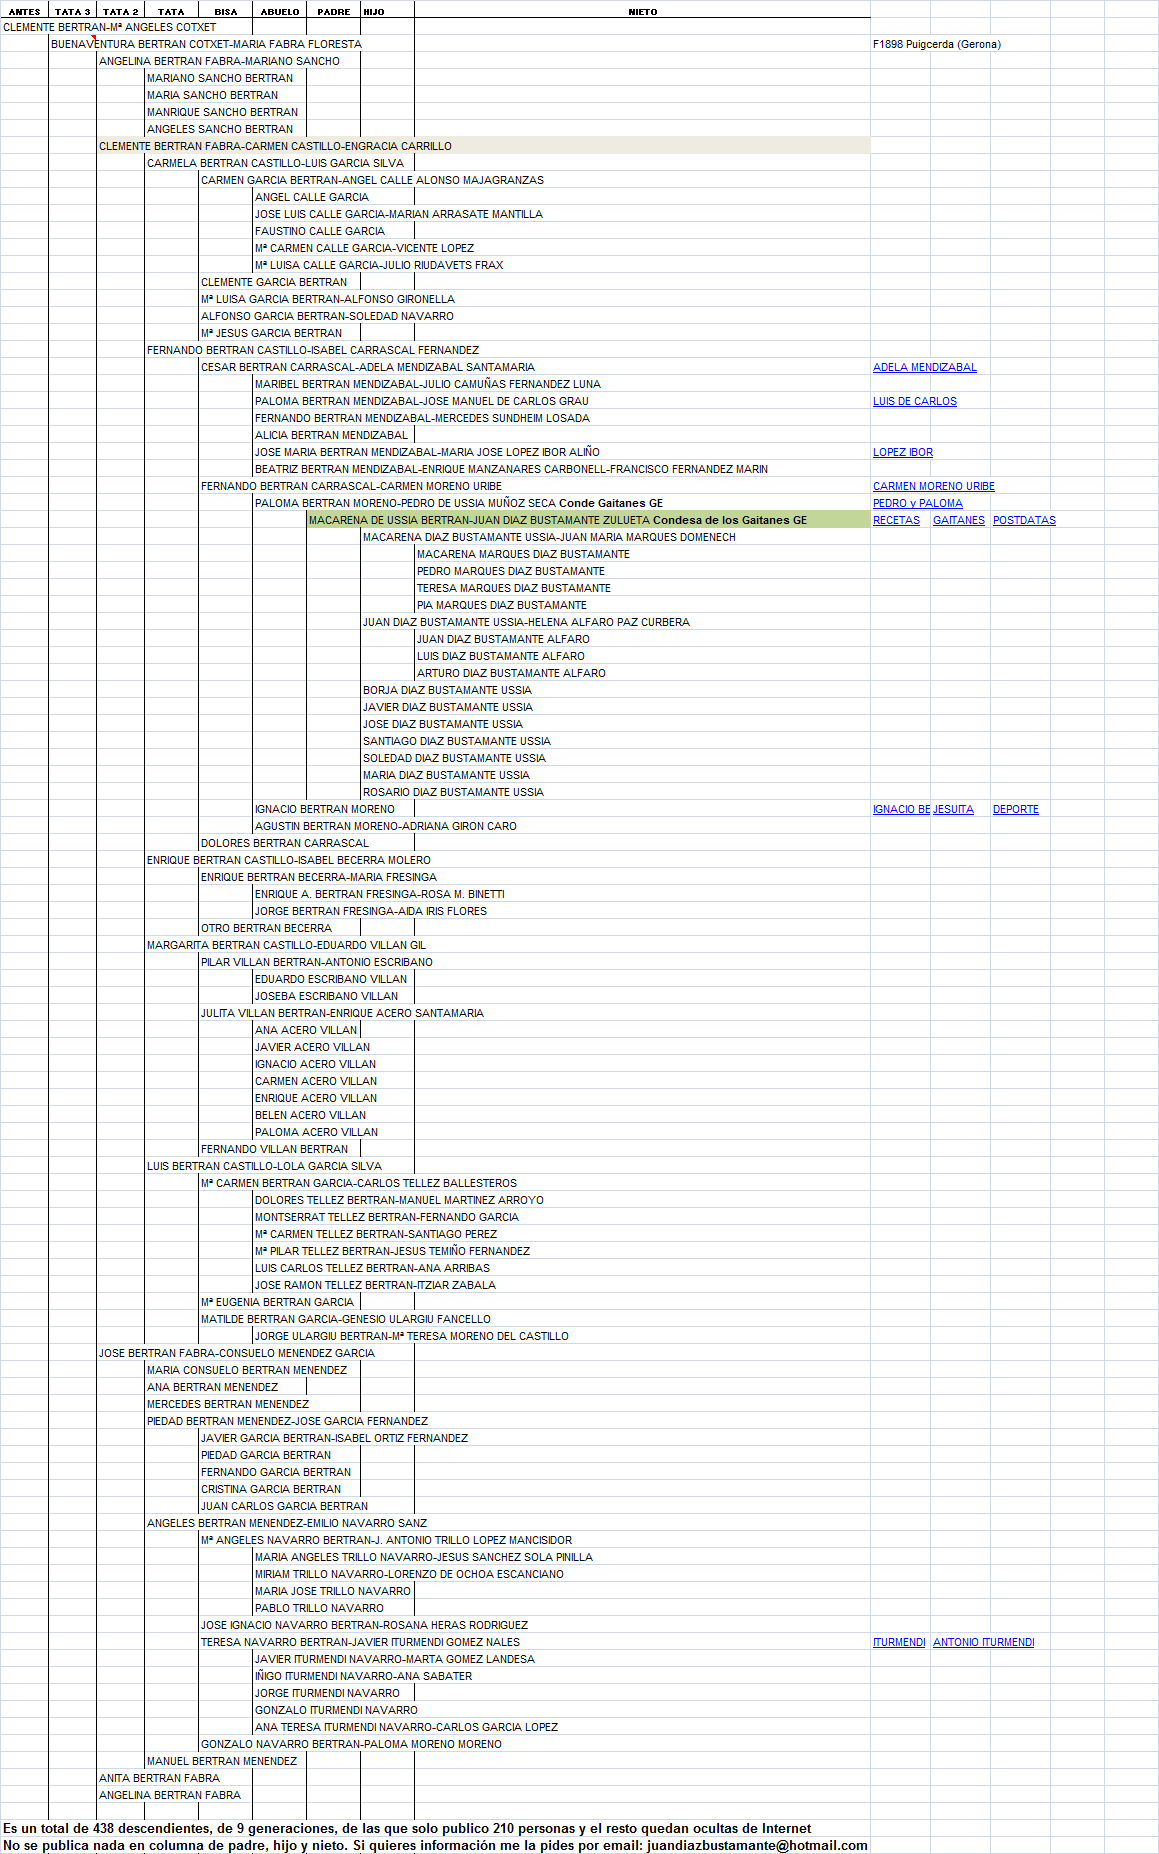 ANTES TATA 3 TATA 2 TATA BISA ABUELO PADRE HIJO NIETO
CLEMENTE BERTRAN-Mª ANGELES COTXET
BUENAVENTURA BERTRAN COTXET-MARIA FABRA FLORESTA F1898 Puigcerda (Gerona)
ANGELINA BERTRAN FABRA-MARIANO SANCHO
MARIANO SANCHO BERTRAN
MARIA SANCHO BERTRAN
MANRIQUE SANCHO BERTRAN
ANGELES SANCHO BERTRAN
CLEMENTE BERTRAN FABRA-CARMEN CASTILLO-ENGRACIA CARRILLO
CARMELA BERTRAN CASTILLO-LUIS GARCIA SILVA
CARMEN GARCIA BERTRAN-ANGEL CALLE ALONSO MAJAGRANZAS
ANGEL CALLE GARCIA
JOSE LUIS CALLE GARCIA-MARIAN ARRASATE MANTILLA
FAUSTINO CALLE GARCIA
Mª CARMEN CALLE GARCIA-VICENTE LOPEZ
Mª LUISA CALLE GARCIA-JULIO RIUDAVETS FRAX
CLEMENTE GARCIA BERTRAN
Mª LUISA GARCIA BERTRAN-ALFONSO GIRONELLA
ALFONSO GARCIA BERTRAN-SOLEDAD NAVARRO
Mª JESUS GARCIA BERTRAN
FERNANDO BERTRAN CASTILLO-ISABEL CARRASCAL FERNANDEZ
CESAR BERTRAN CARRASCAL-ADELA MENDIZABAL SANTAMARIA ADELA MENDIZABAL
MARIBEL BERTRAN MENDIZABAL-JULIO CAMUÑAS FERNANDEZ LUNA
PALOMA BERTRAN MENDIZABAL-JOSE MANUEL DE CARLOS GRAU LUIS DE CARLOS
FERNANDO BERTRAN MENDIZABAL-MERCEDES SUNDHEIM LOSADA
ALICIA BERTRAN MENDIZABAL
JOSE MARIA BERTRAN MENDIZABAL-MARIA JOSE LOPEZ IBOR ALIÑO LOPEZ IBOR
BEATRIZ BERTRAN MENDIZABAL-ENRIQUE MANZANARES CARBONELL-FRANCISCO FERNANDEZ MARIN
FERNANDO BERTRAN CARRASCAL-CARMEN MORENO URIBE CARMEN MORENO URIBE
PALOMA BERTRAN MORENO-PEDRO DE USSIA MUÑOZ SECA Conde Gaitanes GE PEDRO y PALOMA
MACARENA DE USSIA BERTRAN-JUAN DIAZ BUSTAMANTE ZULUETA Condesa de los Gaitanes GE RECETAS GAITANES POSTDATAS
MACARENA DIAZ BUSTAMANTE USSIA-JUAN MARIA MARQUES DOMENECH
MACARENA MARQUES DIAZ BUSTAMANTE
PEDRO MARQUES DIAZ BUSTAMANTE
TERESA MARQUES DIAZ BUSTAMANTE
PIA MARQUES DIAZ BUSTAMANTE
JUAN DIAZ BUSTAMANTE USSIA-HELENA ALFARO PAZ CURBERA
JUAN DIAZ BUSTAMANTE ALFARO
LUIS DIAZ BUSTAMANTE ALFARO
ARTURO DIAZ BUSTAMANTE ALFARO
BORJA DIAZ BUSTAMANTE USSIA
JAVIER DIAZ BUSTAMANTE USSIA
JOSE DIAZ BUSTAMANTE USSIA
SANTIAGO DIAZ BUSTAMANTE USSIA
SOLEDAD DIAZ BUSTAMANTE USSIA
MARIA DIAZ BUSTAMANTE USSIA
ROSARIO DIAZ BUSTAMANTE USSIA
IGNACIO BERTRAN MORENO IGNACIO BE JESUITA DEPORTE
AGUSTIN BERTRAN MORENO-ADRIANA GIRON CARO
DOLORES BERTRAN CARRASCAL
ENRIQUE BERTRAN CASTILLO-ISABEL BECERRA MOLERO
ENRIQUE BERTRAN BECERRA-MARIA FRESINGA
ENRIQUE A. BERTRAN FRESINGA-ROSA M. BINETTI
JORGE BERTRAN FRESINGA-AIDA IRIS FLORES
OTRO BERTRAN BECERRA
MARGARITA BERTRAN CASTILLO-EDUARDO VILLAN GIL
PILAR VILLAN BERTRAN-ANTONIO ESCRIBANO
EDUARDO ESCRIBANO VILLAN
JOSEBA ESCRIBANO VILLAN
JULITA VILLAN BERTRAN-ENRIQUE ACERO SANTAMARIA
ANA ACERO VILLAN
JAVIER ACERO VILLAN
IGNACIO ACERO VILLAN
CARMEN ACERO VILLAN
ENRIQUE ACERO VILLAN
BELEN ACERO VILLAN
PALOMA ACERO VILLAN
FERNANDO VILLAN BERTRAN
LUIS BERTRAN CASTILLO-LOLA GARCIA SILVA
Mª CARMEN BERTRAN GARCIA-CARLOS TELLEZ BALLESTEROS
DOLORES TELLEZ BERTRAN-MANUEL MARTINEZ ARROYO
MONTSERRAT TELLEZ BERTRAN-FERNANDO GARCIA
Mª CARMEN TELLEZ BERTRAN-SANTIAGO PEREZ
Mª PILAR TELLEZ BERTRAN-JESUS TEMIÑO FERNANDEZ
LUIS CARLOS TELLEZ BERTRAN-ANA ARRIBAS
JOSE RAMON TELLEZ BERTRAN-ITZIAR ZABALA
Mª EUGENIA BERTRAN GARCIA
MATILDE BERTRAN GARCIA-GENESIO ULARGIU FANCELLO
JORGE ULARGIU BERTRAN-Mª TERESA MORENO DEL CASTILLO
JOSE BERTRAN FABRA-CONSUELO MENENDEZ GARCIA
MARIA CONSUELO BERTRAN MENENDEZ
ANA BERTRAN MENENDEZ
MERCEDES BERTRAN MENENDEZ
PIEDAD BERTRAN MENENDEZ-JOSE GARCIA FERNANDEZ
JAVIER GARCIA BERTRAN-ISABEL ORTIZ FERNANDEZ
PIEDAD GARCIA BERTRAN
FERNANDO GARCIA BERTRAN
CRISTINA GARCIA BERTRAN
JUAN CARLOS GARCIA BERTRAN
ANGELES BERTRAN MENENDEZ-EMILIO NAVARRO SANZ
Mª ANGELES NAVARRO BERTRAN-J. ANTONIO TRILLO LOPEZ MANCISIDOR
MARIA ANGELES TRILLO NAVARRO-JESUS SANCHEZ SOLA PINILLA
MIRIAM TRILLO NAVARRO-LORENZO DE OCHOA ESCANCIANO
MARIA JOSE TRILLO NAVARRO
PABLO TRILLO NAVARRO
JOSE IGNACIO NAVARRO BERTRAN-ROSANA HERAS RODRIGUEZ
TERESA NAVARRO BERTRAN-JAVIER ITURMENDI GOMEZ NALES ITURMENDI ANTONIO ITURMENDI
JAVIER ITURMENDI NAVARRO-MARTA GOMEZ LANDESA
IÑIGO ITURMENDI NAVARRO-ANA SABATER
JORGE ITURMENDI NAVARRO
GONZALO ITURMENDI NAVARRO
ANA TERESA ITURMENDI NAVARRO-CARLOS GARCIA LOPEZ
GONZALO NAVARRO BERTRAN-PALOMA MORENO MORENO
MANUEL BERTRAN MENENDEZ
ANITA BERTRAN FABRA
ANGELINA BERTRAN FABRA
Es un total de 438 descendientes, de 9 generaciones, de las que solo publico 210 personas y el resto quedan ocultas de Internet
No se publica nada en columna de padre, hijo y nieto. Si quieres información me la pides por email: juandiazbustamante@hotmail.com